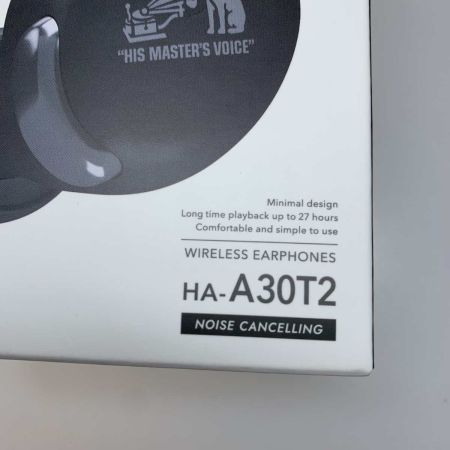 "HIS MASTER'S VOICE"
Minimal design
Long time playback up to 27 hours
Comfortable and simple to use
WIRELESS EARPHONES
HA-A30T2
NOISE CANCELLING